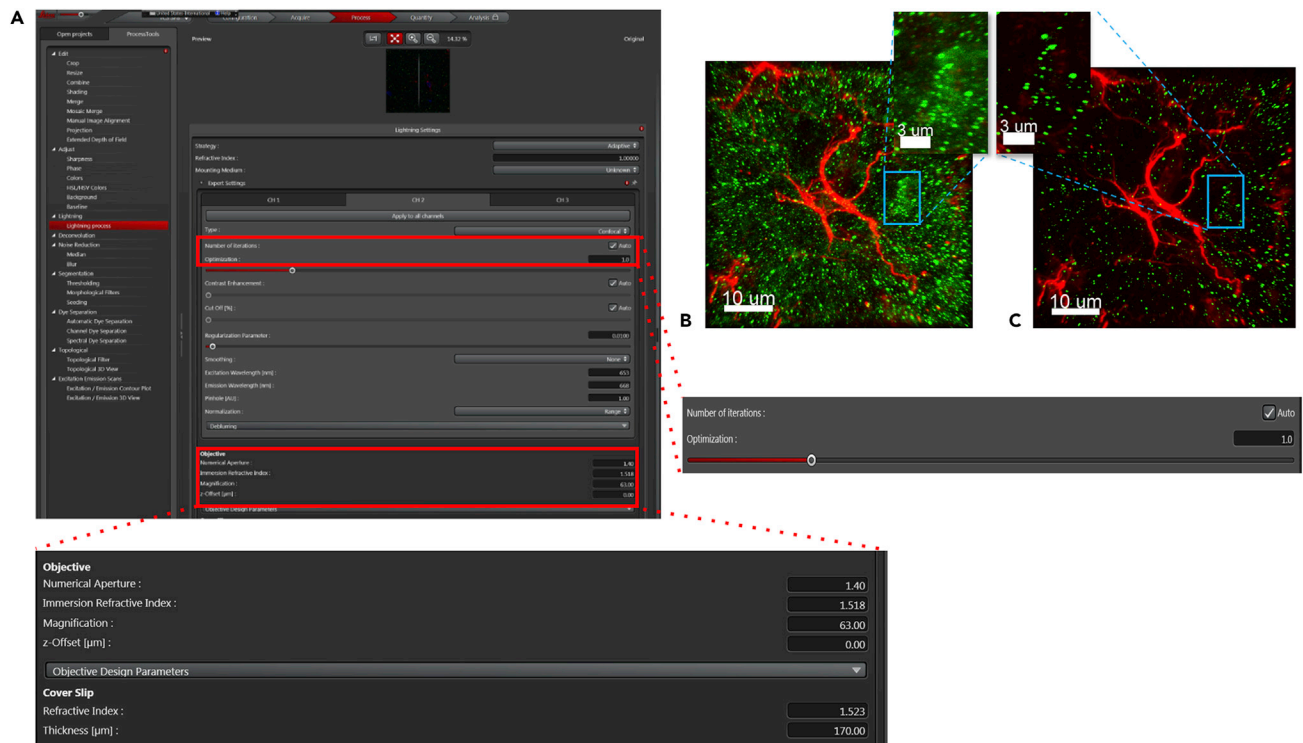 A
United States International
Help
Configuration
Acquire
Process
Quantify
Analysis
Open projects
ProcessTools
Preview
14.32 %
Original
Edit
Crop
Resize
Combine
Shading
Merge
Mosaic Merge
Manual Image Alignment
Projection
Extended Depth of Field
Adjust
Sharpness
Phase
Colors
HSL/HSV Colors
Background
Baseline
Lightning
Lightning process
Deconvolution
Noise Reduction
Median
Blur
Segmentation
Thresholding
Morphological Filters
Seeding
Dye Separation
Automatic Dye Separation
Channel Dye Separation
Spectral Dye Separation
Topological
Topological Filter
Topological 3D View
Excitation Emission Scans
Excitation / Emission Contour Plot
Excitation / Emission 3D View
Lightning Settings
Strategy : Adaptive
Refractive Index : 1.00000
Mounting Medium : Unknown
Expert Settings
CH 1 CH 2 CH 3
Apply to all channels
Type : Confocal
Number of iterations : Auto
Optimization : 1.0
Contrast Enhancement : Auto
Cut Off [%] : Auto
Regularization Parameter : 0.0100
Smoothing : None
Excitation Wavelength [nm] : 653
Emission Wavelength [nm] : 668
Pinhole [AU] : 1.00
Normalization : Range
Deblurring
Objective
Numerical Aperture : 1.40
Immersion Refractive Index : 1.518
Magnification : 63.00
z-Offset [µm] : 0.00
Objective Design Parameters
3 um
10 um
B
3 um
10 um
C
Number of iterations : Auto
Optimization : 1.0
Objective
Numerical Aperture : 1.40
Immersion Refractive Index : 1.518
Magnification : 63.00
z-Offset [µm] : 0.00
Objective Design Parameters
Cover Slip
Refractive Index : 1.523
Thickness [µm] : 170.00